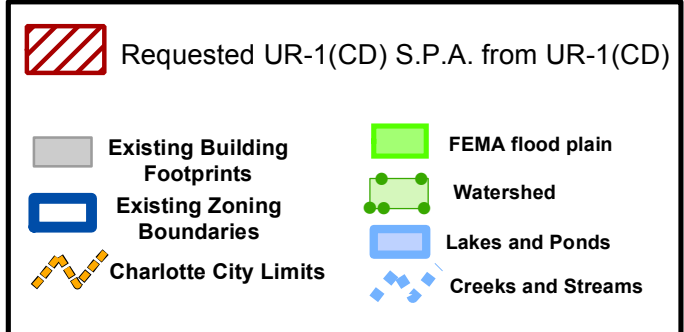 Requested UR-1(CD) S.P.A. from UR-1(CD)
Existing Building
Footprints
Existing Zoning
Boundaries
Charlotte City Limits
FEMA flood plain
Watershed
Lakes and Ponds
Creeks and Streams